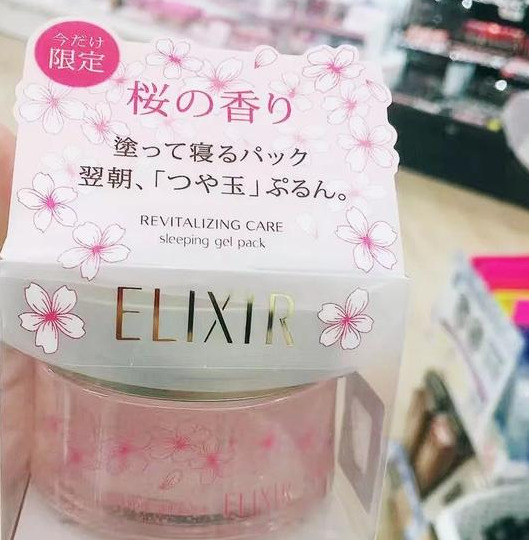 今だけ
限定
桜の香り
塗って寝るパック
翌朝、「つや玉」ぷるん。
REVITALIZING CARE
sleeping gel pack
ELIXIR
ELIXIR